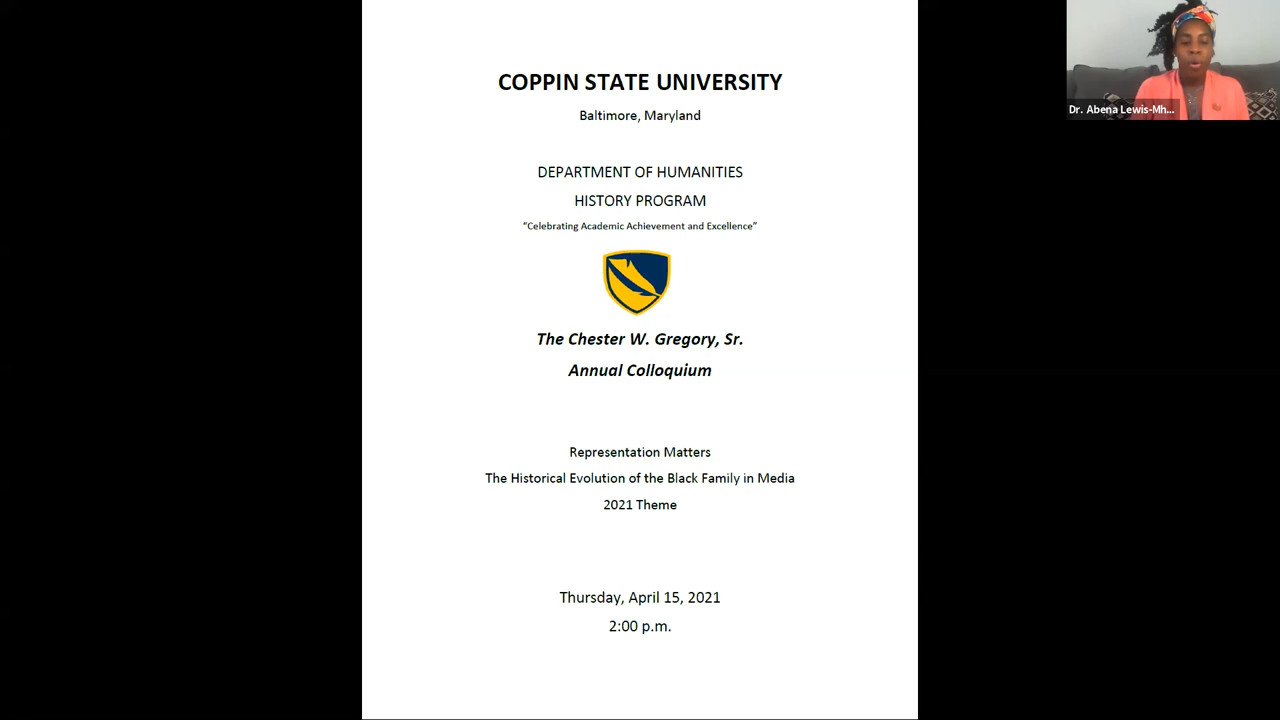 COPPIN STATE UNIVERSITY
Baltimore, Maryland
DEPARTMENT OF HUMANITIES
HISTORY PROGRAM
“Celebrating Academic Achievement and Excellence”
The Chester W. Gregory, Sr.
Annual Colloquium
Representation Matters
The Historical Evolution of the Black Family in Media
2021 Theme
Thursday, April 15, 2021
2:00 p.m.
Dr. Abena Lewis-Mh...